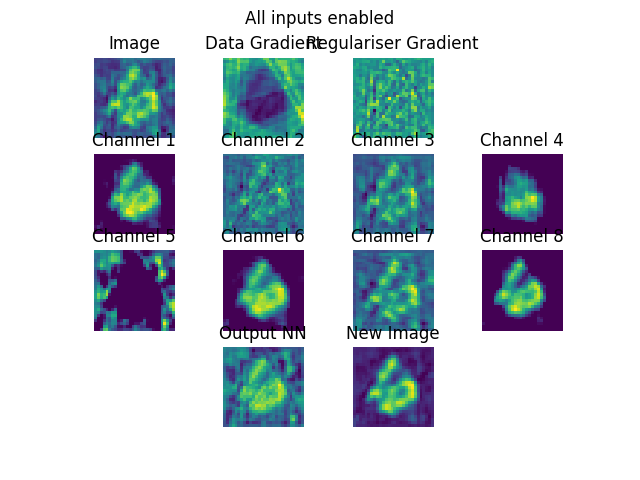 All inputs enabled
Image Data Gradient Regulariser Gradient
Channel 1 Channel 2 Channel 3 Channel 4
Channel 5 Channel 6 Channel 7 Channel 8
Output NN New Image